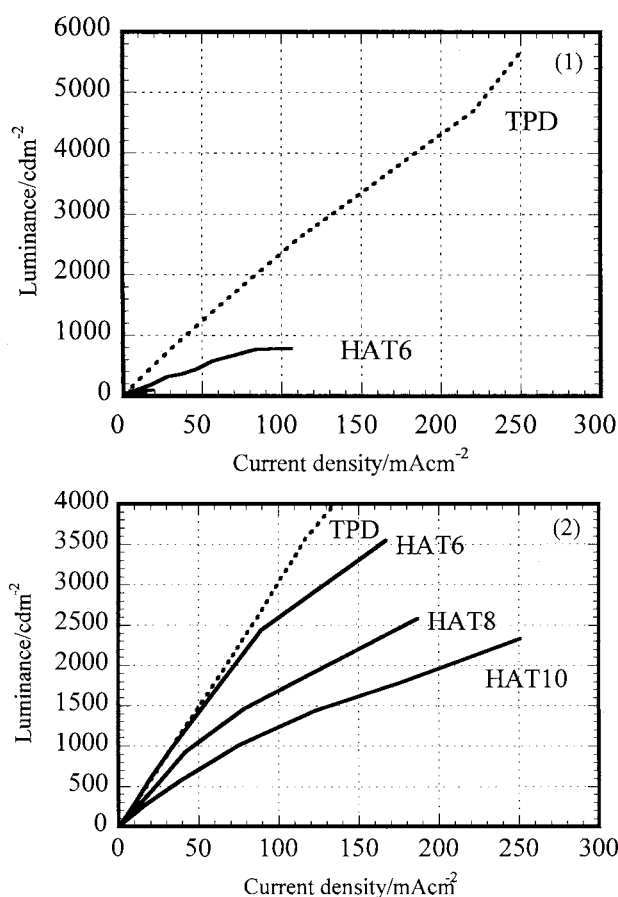 6000
(1)
5000
TPD
4000
3000
2000
1000
HAT6
0
0 50 100 150 200 250 300
Luminance/cdm⁻²
Current density/mAcm⁻²
4000
TPD
(2)
3500
HAT6
3000
2500
HAT8
2000
HAT10
1500
1000
500
0
0 50 100 150 200 250 300
Luminance/cdm⁻²
Current density/mAcm⁻²